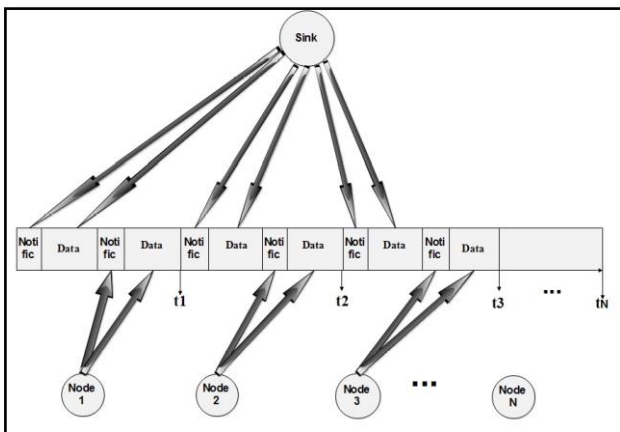 Sink
Noti fic Data Noti fic Data Noti fic Data Noti fic Data Noti fic Data Noti fic Data
t1 t2 t3 ... tN
Node 1
Node 2
Node 3
...
Node N